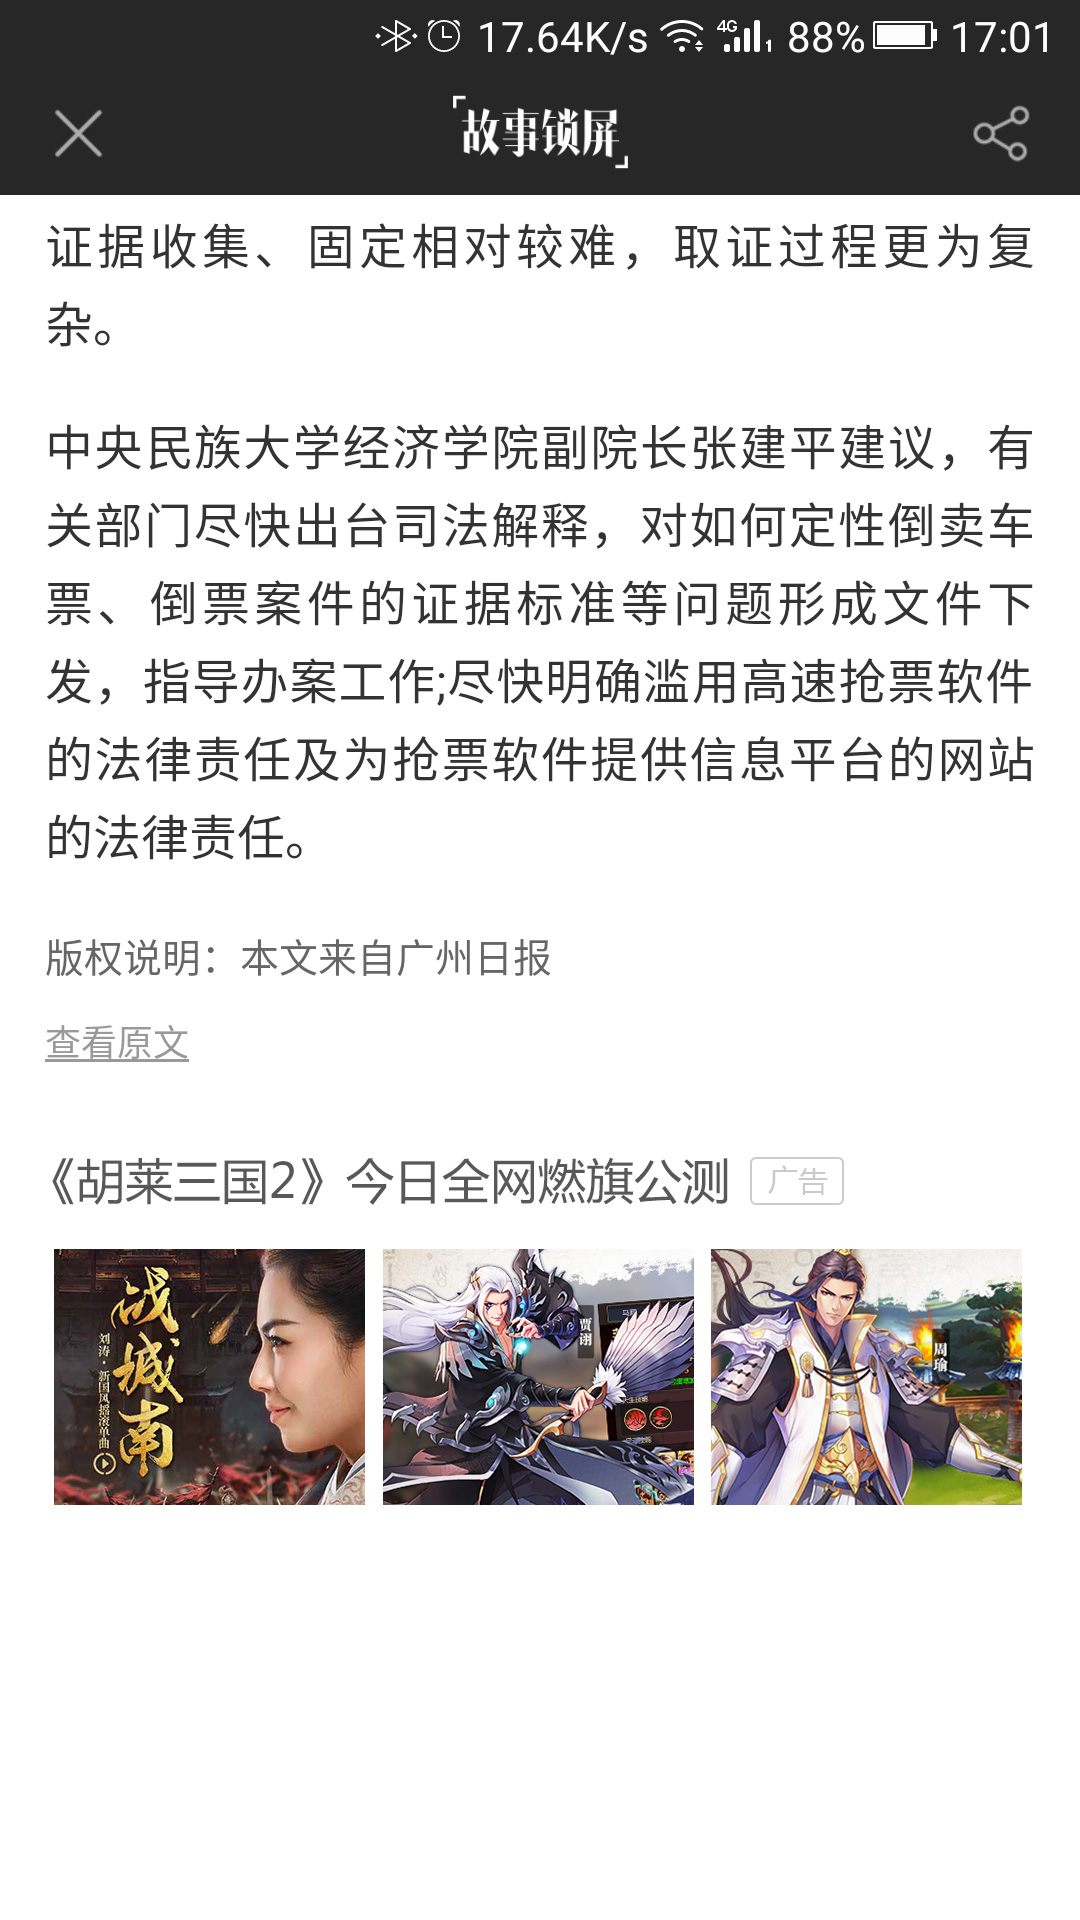 17.64K/s 4G 1 88% 17:01
故事锁屏
证据收集、固定相对较难，取证过程更为复
杂。
中央民族大学经济学院副院长张建平建议，有
关部门尽快出台司法解释，对如何定性倒卖车
票、倒票案件的证据标准等问题形成文件下
发，指导办案工作;尽快明确滥用高速抢票软件
的法律责任及为抢票软件提供信息平台的网站
的法律责任。
版权说明：本文来自广州日报
查看原文
《胡莱三国2》今日全网燃旗公测 广告
战城南
刘涛·新国风摇滚单曲
贾诩
周瑜